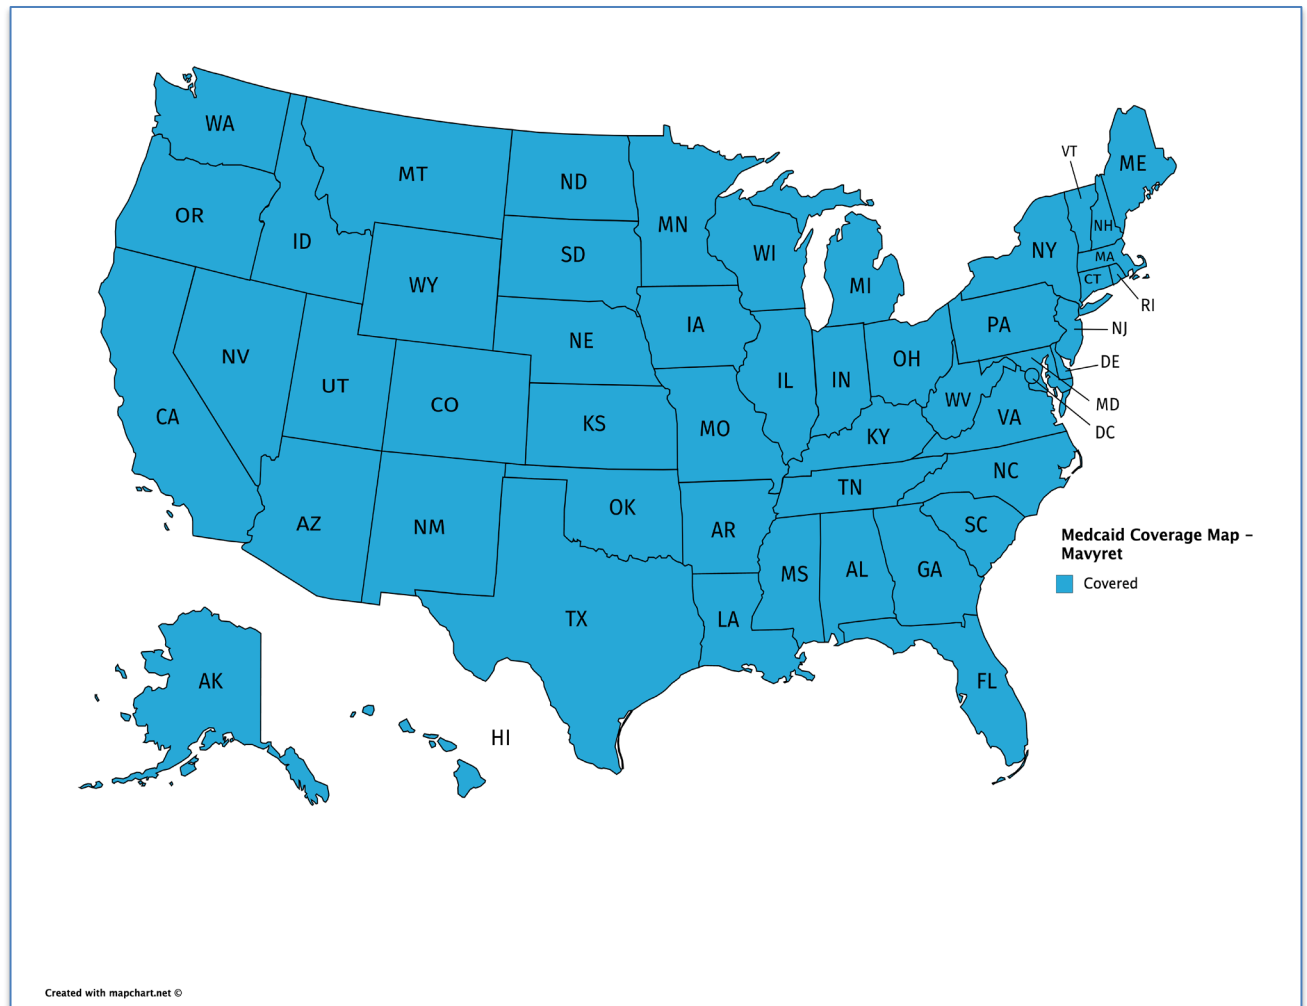 WA
MT
ND
MN
OR
ID
SD
WI
MI
WY
NY
VT
ME
NH
MA
CT
RI
NV
UT
NE
IA
PA
NJ
OH
DE
IL
IN
CO
CA
KS
MO
WV
VA
MD
DC
KY
NC
TN
AZ
NM
OK
AR
SC
MS
AL
GA
TX
LA
FL
AK
HI
Medcaid Coverage Map –
Mavyret
Covered
Created with mapchart.net ©